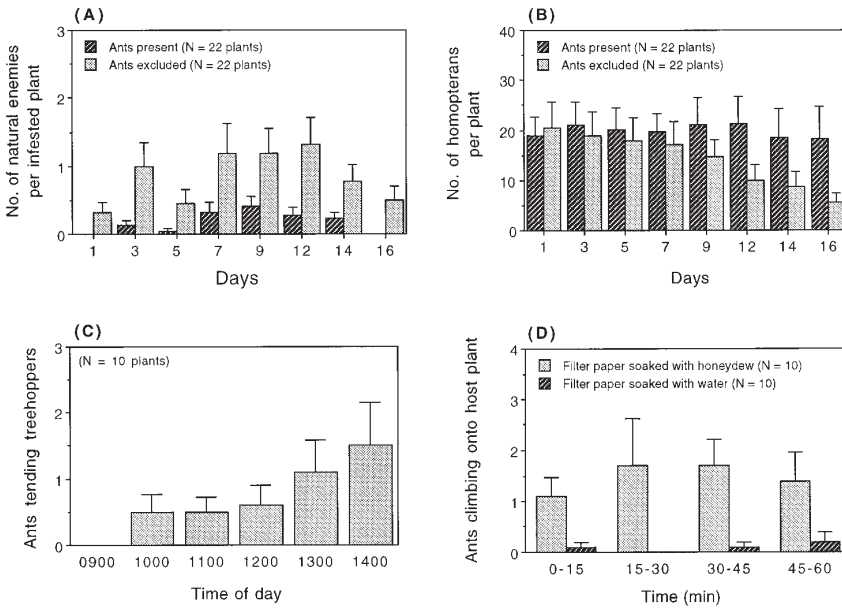 (A)
No. of natural enemies
per infested plant
3
2
1
0
Ants present (N = 22 plants)
Ants excluded (N = 22 plants)
1 3 5 7 9 12 14 16
Days
(B)
No. of homopterans
per plant
40
30
20
10
0
Ants present (N = 22 plants)
Ants excluded (N = 22 plants)
1 3 5 7 9 12 14 16
Days
(C)
Ants tending treehoppers
3
2
1
0
(N = 10 plants)
0900 1000 1100 1200 1300 1400
Time of day
(D)
Ants climbing onto host plant
4
3
2
1
0
Filter paper soaked with honeydew (N = 10)
Filter paper soaked with water (N = 10)
0-15 15-30 30-45 45-60
Time (min)